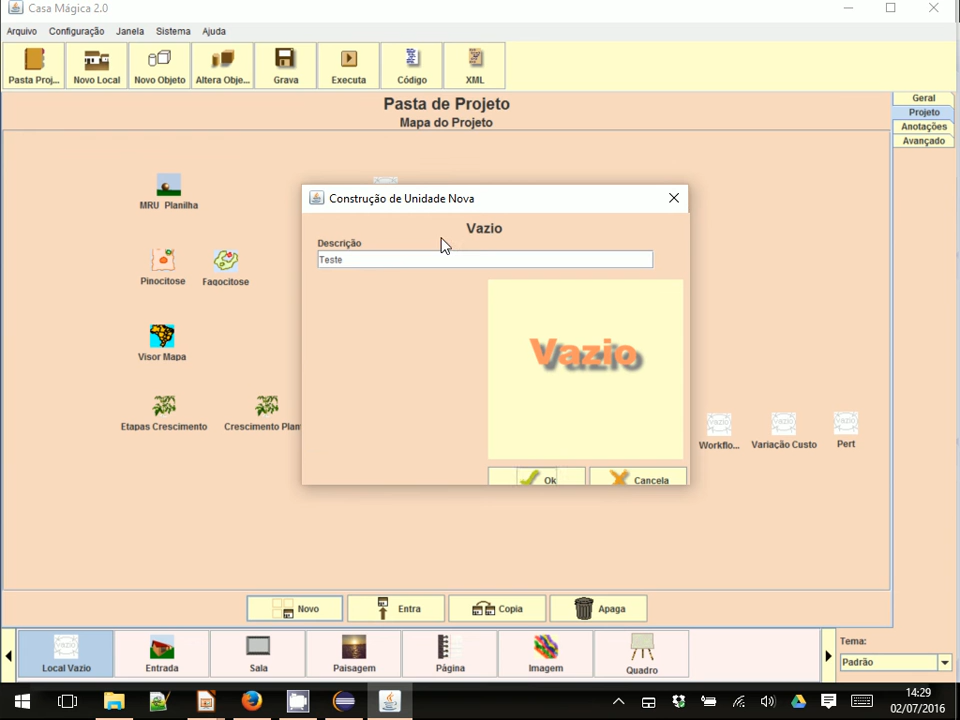 Casa Mágica 2.0
Arquivo Configuração Janela Sistema Ajuda
Pasta Proj... Novo Local Novo Objeto Altera Obje... Grava Executa Código XML
Pasta de Projeto
Mapa do Projeto
Geral
Projeto
Anotações
Avançado
MRU Planilha
Pinocitose Fagocitose
Visor Mapa
Etapas Crescimento Crescimento Plan
Construção de Unidade Nova
Vazio
Descrição
Teste
Vazio
Ok Cancela
Workflo... Variação Custo Pert
Novo Entra Copia Apaga
Local Vazio Entrada Sala Paisagem Página Imagem Quadro
Tema:
Padrão
14:29
02/07/2016